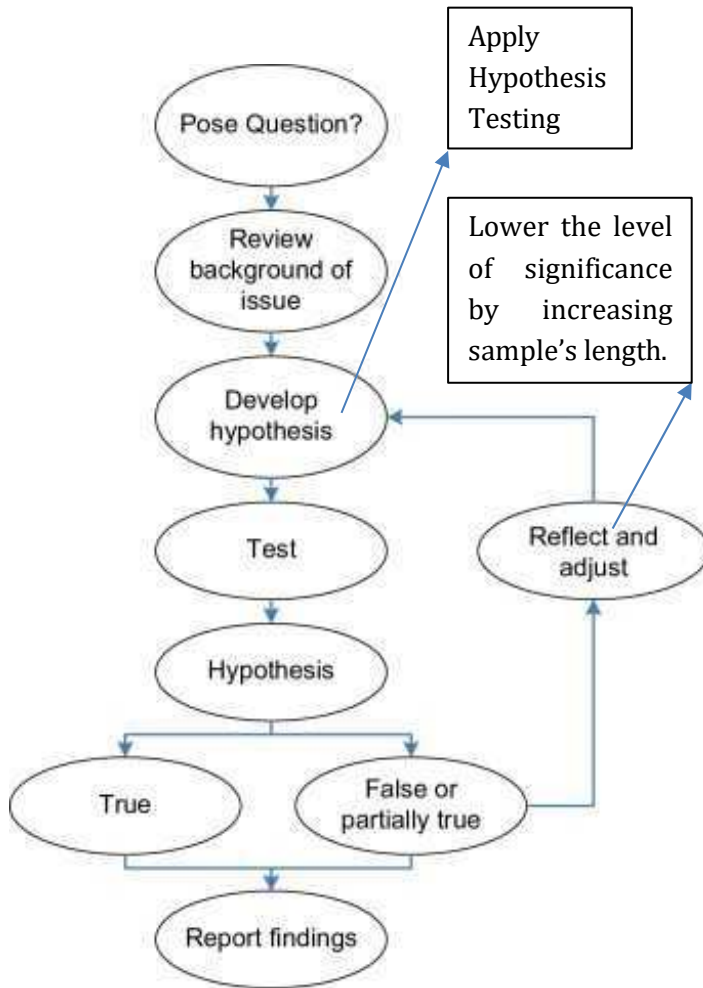 Apply
Hypothesis
Testing
Pose Question?
Lower the level
of significance
by increasing
sample’s length.
Review
background of
issue
Develop
hypothesis
Test
Reflect and
adjust
Hypothesis
True
False or
partially true
Report findings